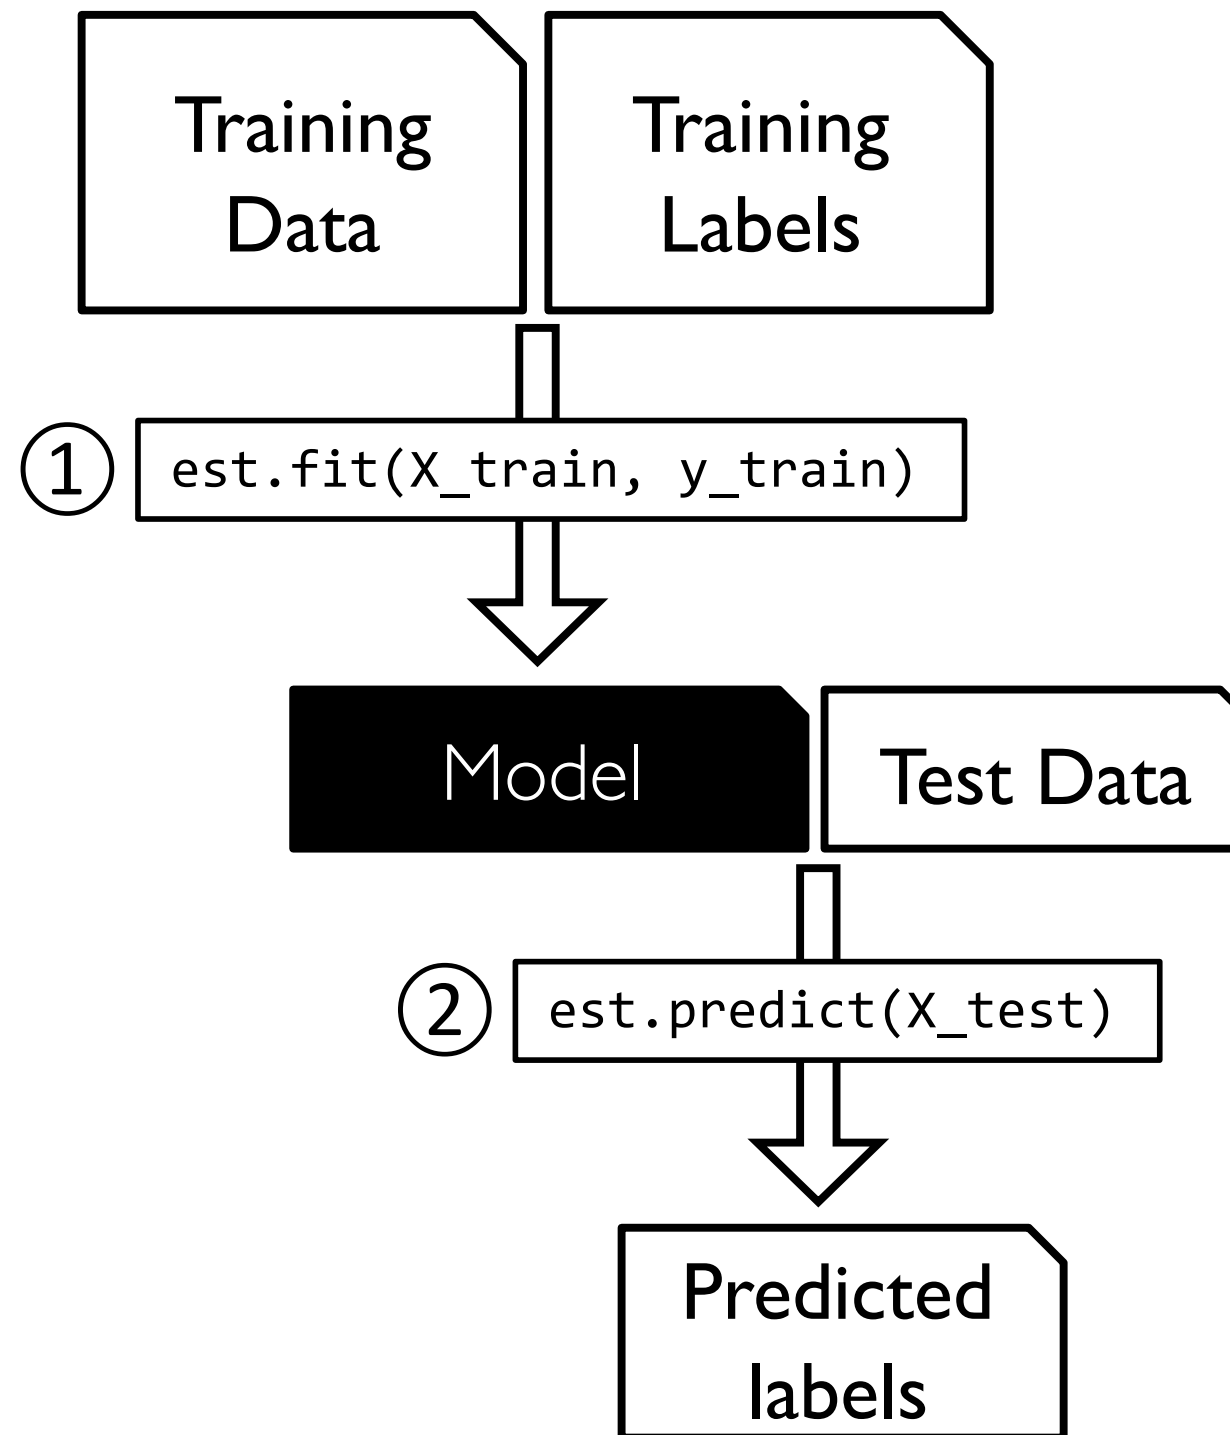 Training
Data
Training
Labels
1
est.fit(X_train, y_train)
Model
Test Data
2
est.predict(X_test)
Predicted
labels